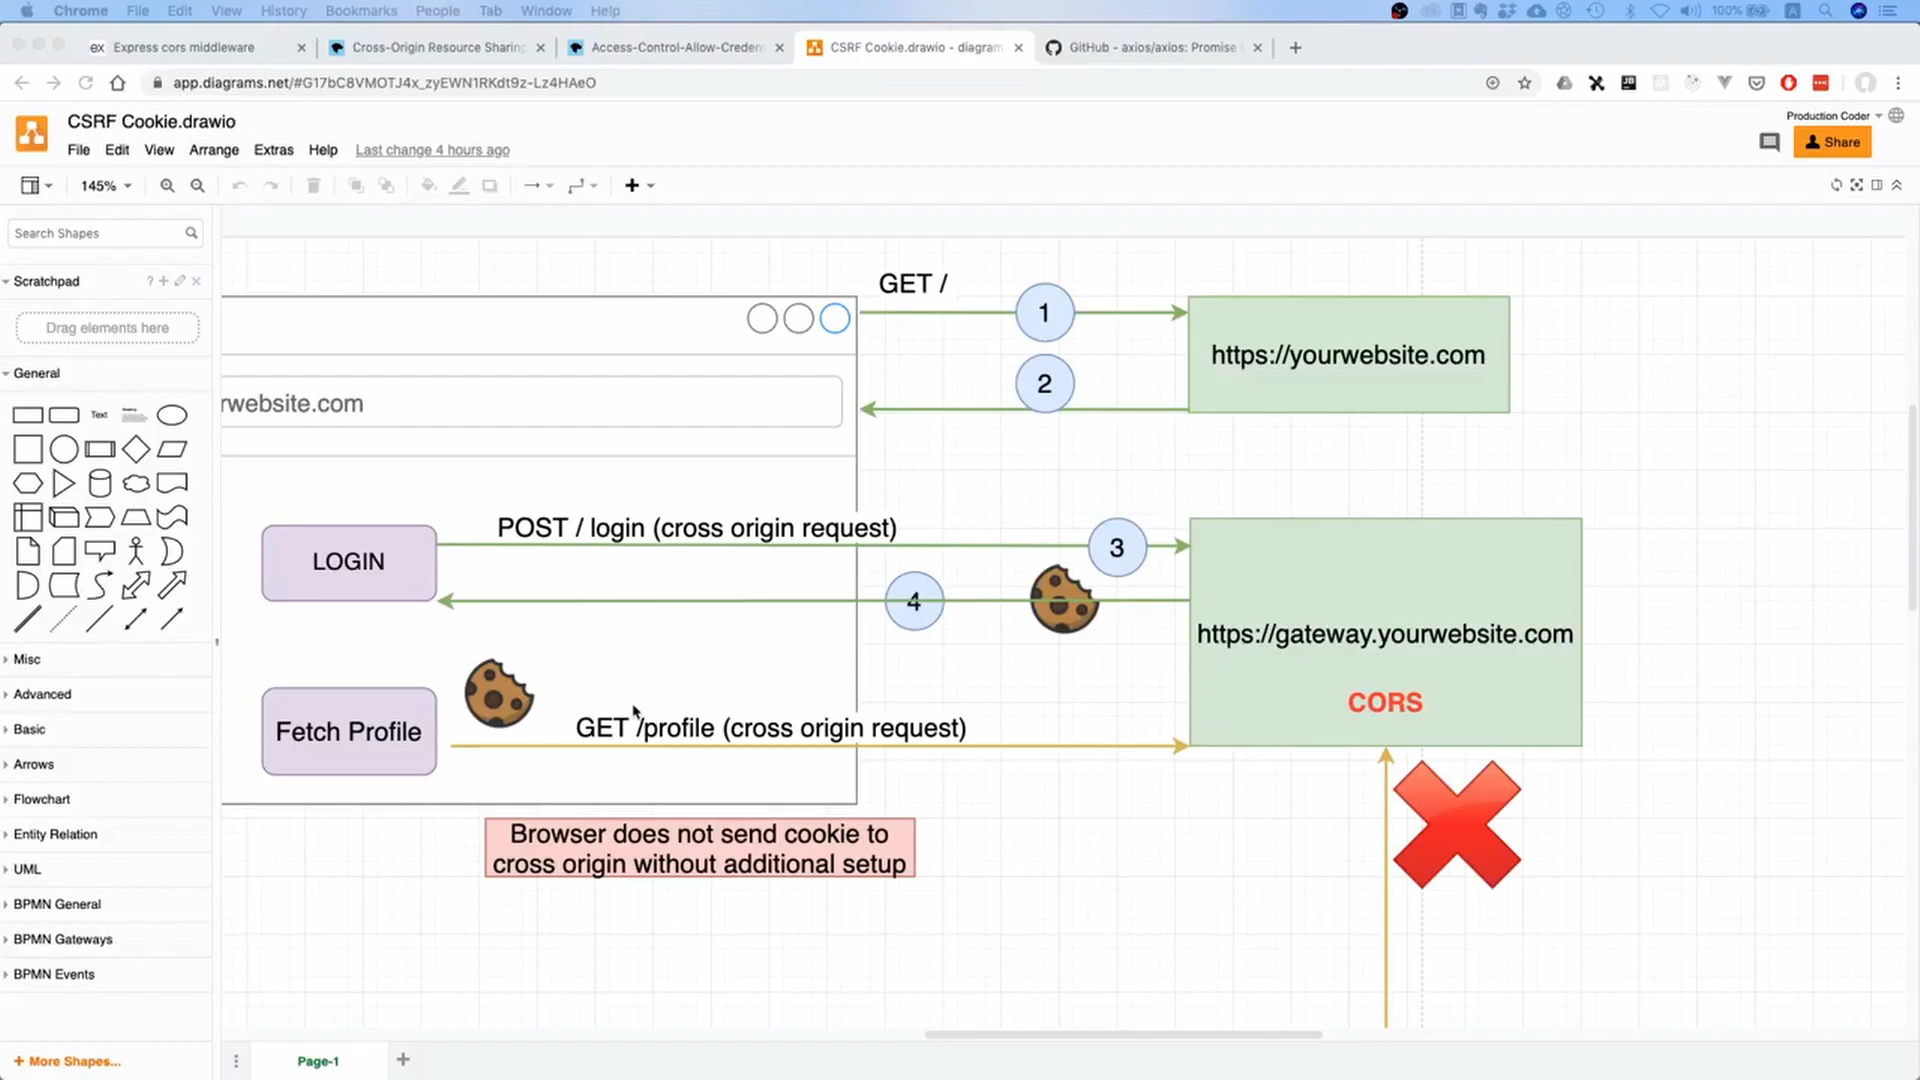 Chrome File Edit View History Bookmarks People Tab Window Help 100%
ex Express cors middleware
Cross-Origin Resource Sharing
Access-Control-Allow-Creden
CSRF Cookie.drawio - diagram
GitHub - axios/axios: Promise
app.diagrams.net/#G17bC8VMOTJ4x_zyEWN1RKdt9z-Lz4HAeO
CSRF Cookie.drawio
Production Coder
File Edit View Arrange Extras Help Last change 4 hours ago
Share
145%
Search Shapes
Scratchpad
Drag elements here
General
Text
Misc
Advanced
Basic
Arrows
Flowchart
Entity Relation
UML
BPMN General
BPMN Gateways
BPMN Events
+ More Shapes...
Page-1
GET /
1
2
https://yourwebsite.com
rwebsite.com
LOGIN
POST / login (cross origin request)
3
4
https://gateway.yourwebsite.com
CORS
Fetch Profile
GET /profile (cross origin request)
Browser does not send cookie to
cross origin without additional setup